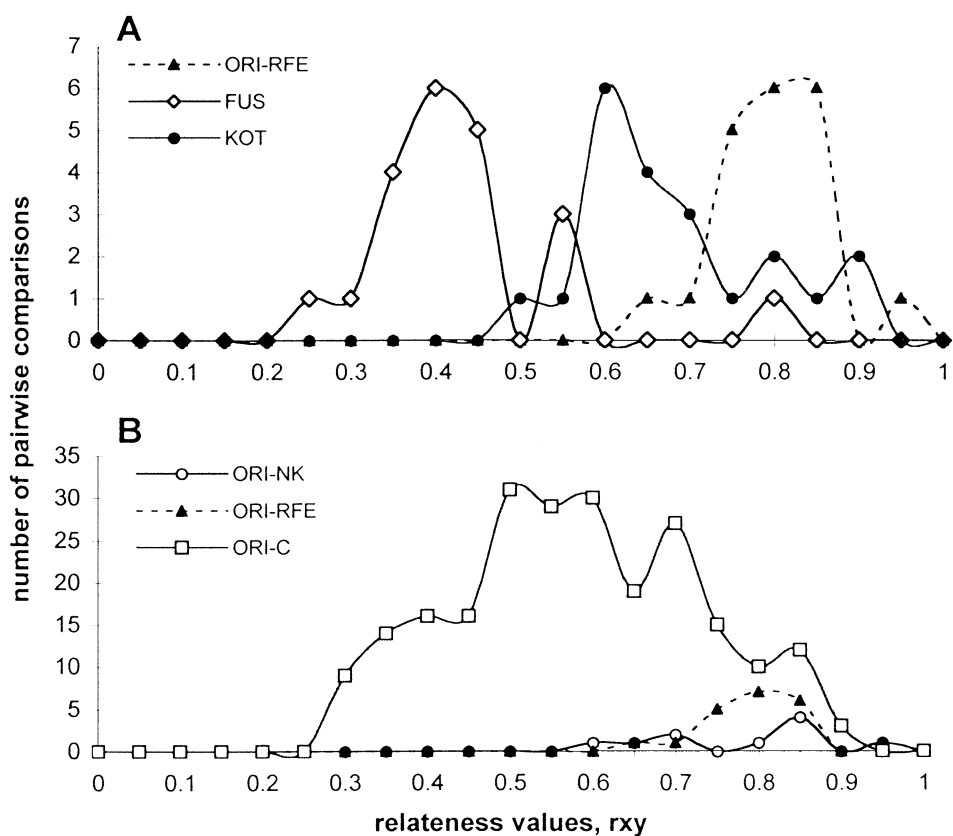 A
7
6
5
4
3
2
1
0
ORI-RFE
FUS
KOT
0 0.1 0.2 0.3 0.4 0.5 0.6 0.7 0.8 0.9 1
number of pairwise comparisons
B
35
30
25
20
15
10
5
0
ORI-NK
ORI-RFE
ORI-C
0 0.1 0.2 0.3 0.4 0.5 0.6 0.7 0.8 0.9 1
relateness values, rxy